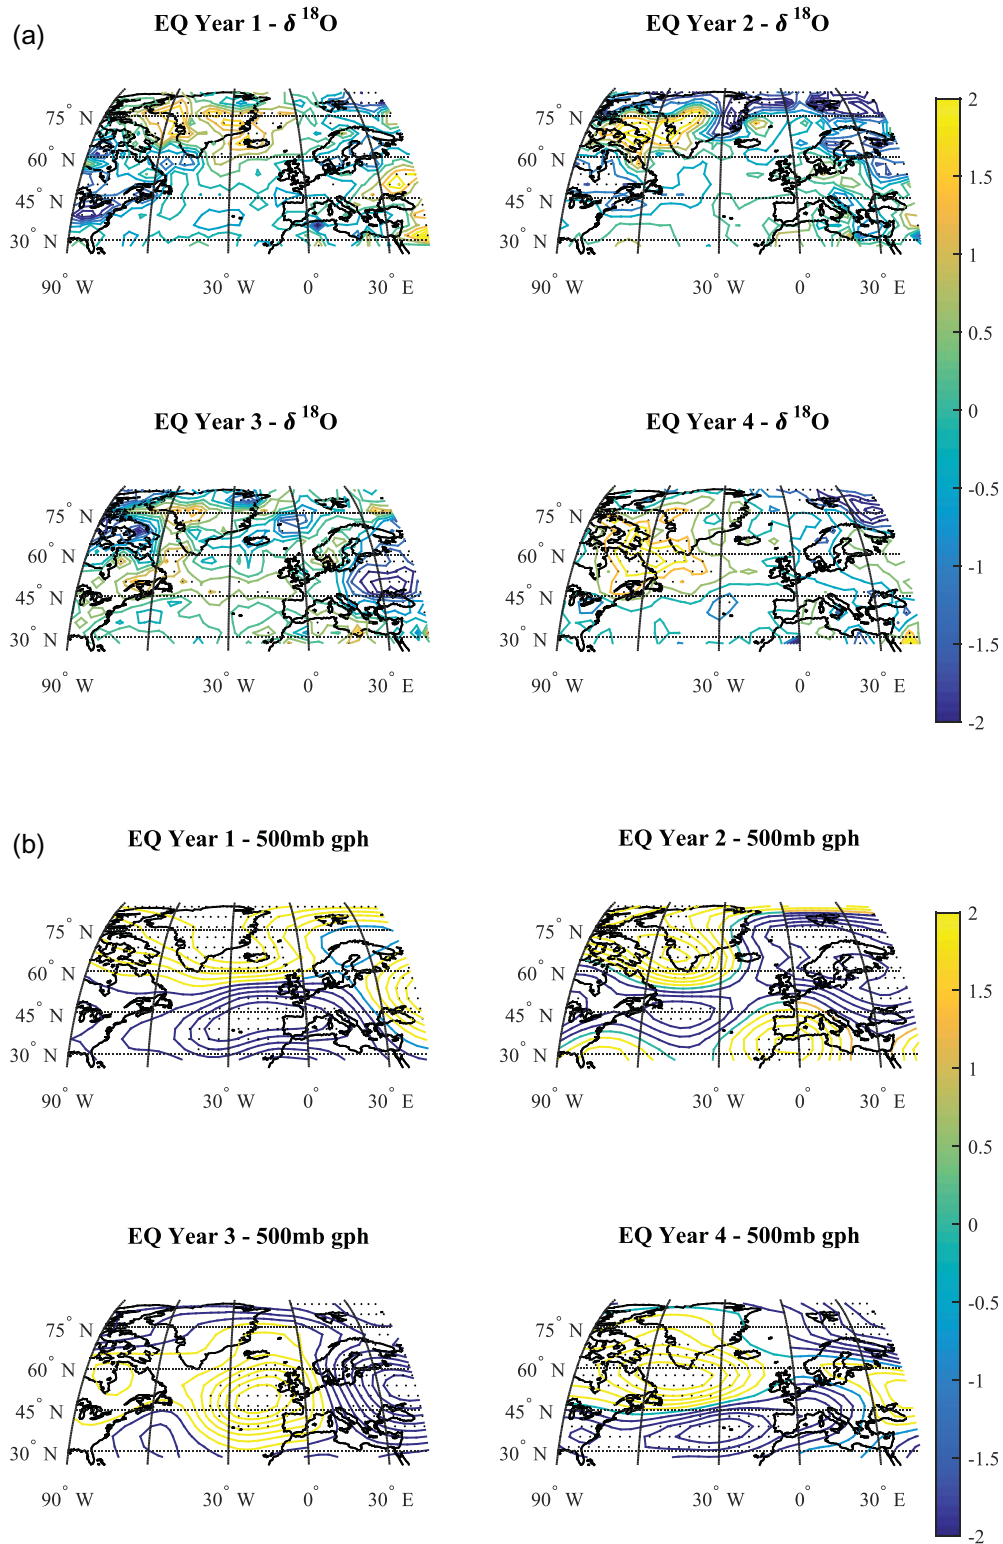 (a)
EQ Year 1 - δ 18O
EQ Year 2 - δ 18O
75° N
60° N
45° N
30° N
90° W
30° W
0°
30° E
75° N
60° N
45° N
30° N
90° W
30° W
0°
30° E
2
1.5
1
0.5
0
-0.5
-1
-1.5
-2
EQ Year 3 - δ 18O
EQ Year 4 - δ 18O
75° N
60° N
45° N
30° N
90° W
30° W
0°
30° E
75° N
60° N
45° N
30° N
90° W
30° W
0°
30° E
(b)
EQ Year 1 - 500mb gph
EQ Year 2 - 500mb gph
75° N
60° N
45° N
30° N
90° W
30° W
0°
30° E
75° N
60° N
45° N
30° N
90° W
30° W
0°
30° E
2
1.5
1
0.5
0
-0.5
-1
-1.5
-2
EQ Year 3 - 500mb gph
EQ Year 4 - 500mb gph
75° N
60° N
45° N
30° N
90° W
30° W
0°
30° E
75° N
60° N
45° N
30° N
90° W
30° W
0°
30° E